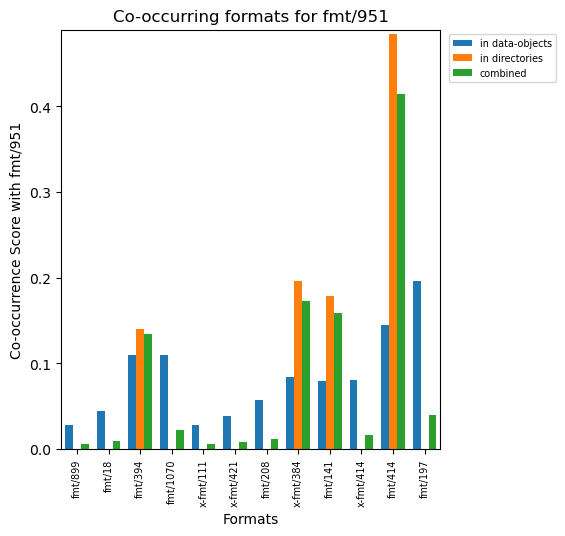 Co-occurring formats for fmt/951
in data-objects
in directories
combined
Co-occurrence Score with fmt/951
0.4
0.3
0.2
0.1
0.0
fmt/899
fmt/18
fmt/394
fmt/1070
x-fmt/111
x-fmt/421
fmt/208
x-fmt/384
fmt/141
x-fmt/414
fmt/414
fmt/197
Formats